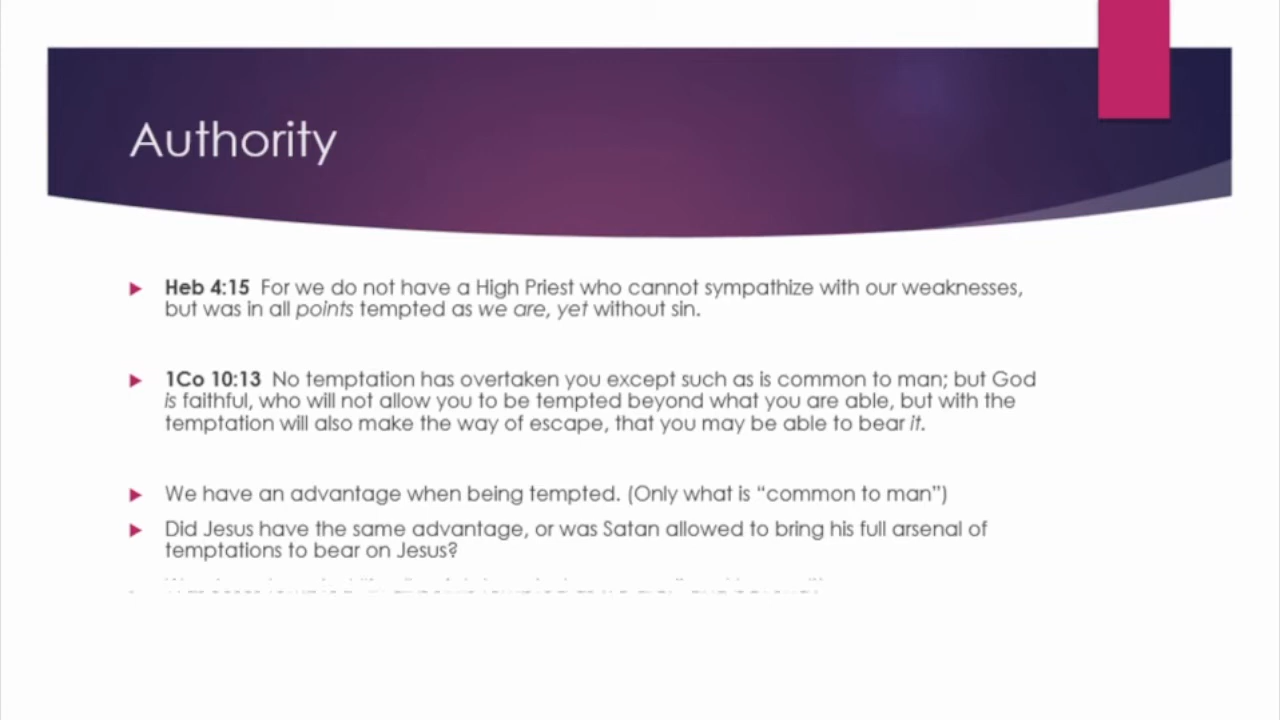 Authority
Heb 4:15 For we do not have a High Priest who cannot sympathize with our weaknesses,
but was in all points tempted as we are, yet without sin.
1Co 10:13 No temptation has overtaken you except such as is common to man; but God
is faithful, who will not allow you to be tempted beyond what you are able, but with the
temptation will also make the way of escape, that you may be able to bear it.
We have an advantage when being tempted. (Only what is “common to man”)
Did Jesus have the same advantage, or was Satan allowed to bring his full arsenal of
temptations to bear on Jesus?